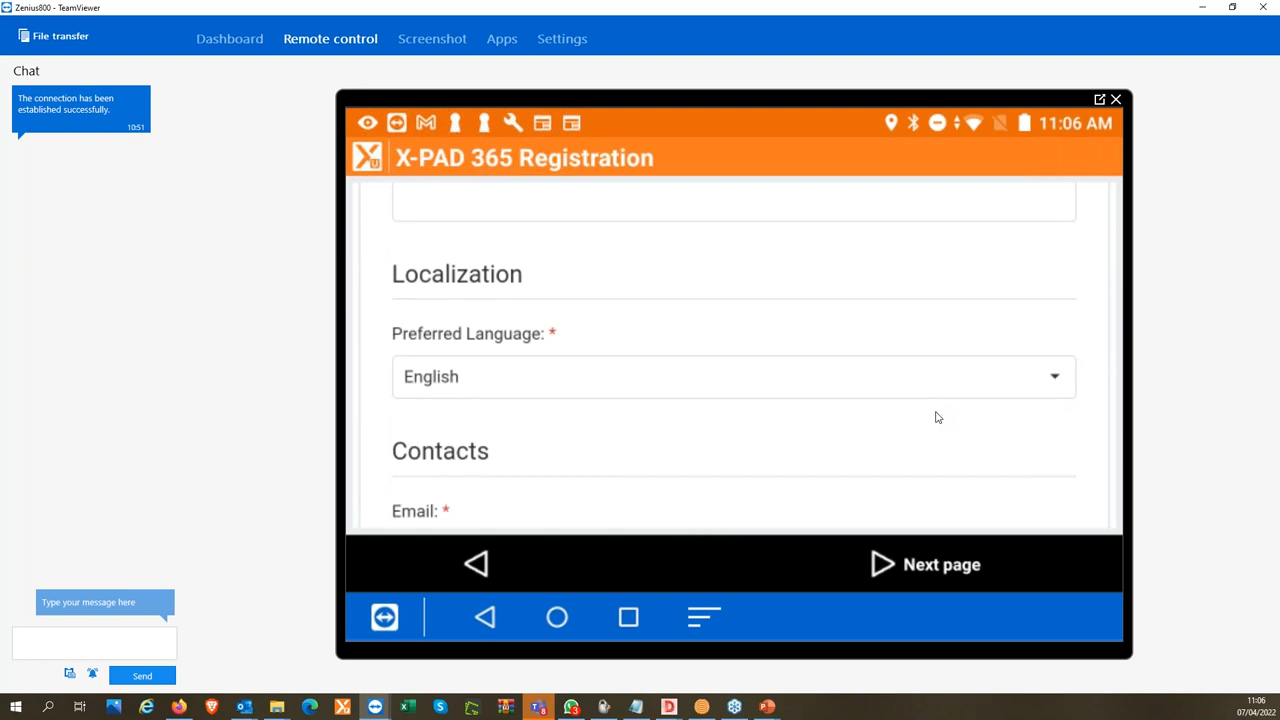 Zenius800 - TeamViewer
File transfer
Dashboard
Remote control
Screenshot
Apps
Settings
Chat
The connection has been
established successfully.
10:51
11:06 AM
X-PAD 365 Registration
Localization
Preferred Language: *
English
Contacts
Email: *
Next page
Type your message here
Send
11:06
07/04/2022